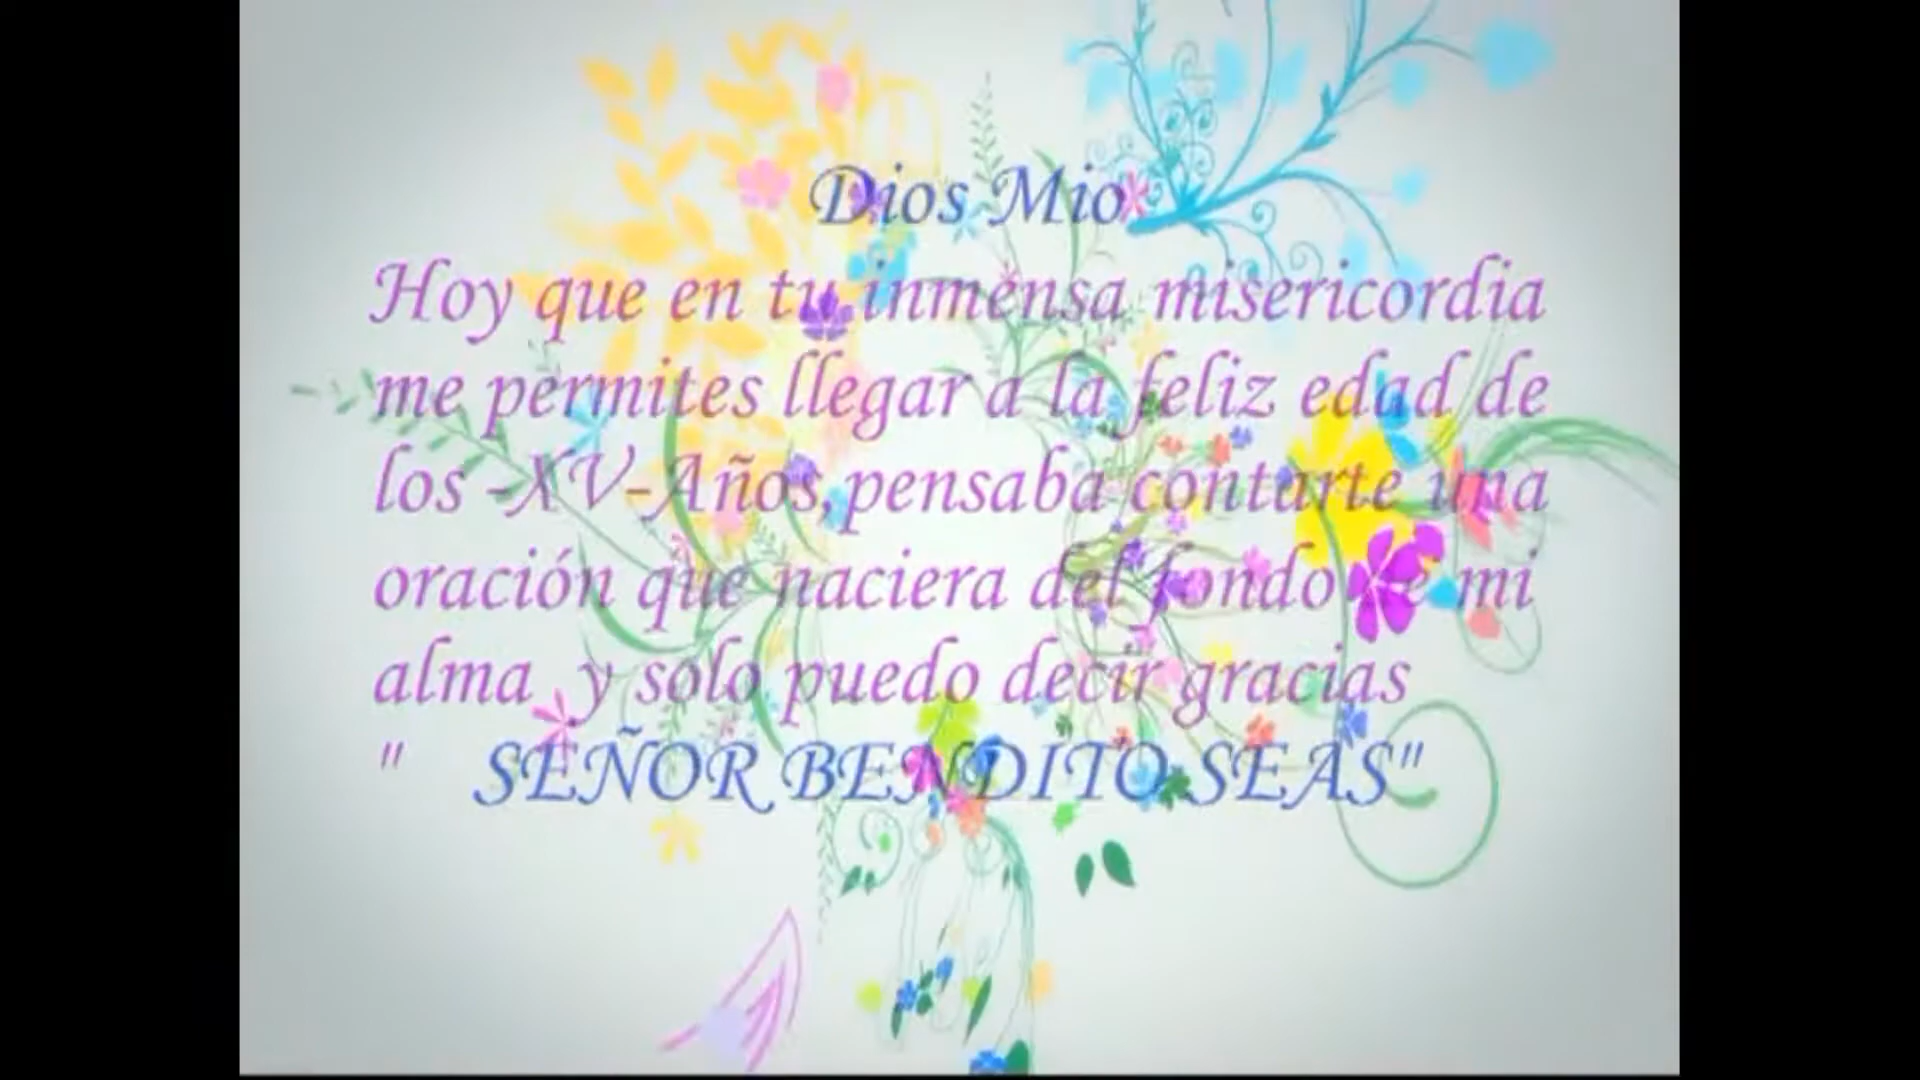 Dios Mio
Hoy que en tu inmensa misericordia
me permites llegar a la feliz edad de
los -XV-Años, pensaba contarte una
oración que naciera del fondo de mi
alma y solo puedo decir gracias
" SEÑOR BENDITO SEAS"